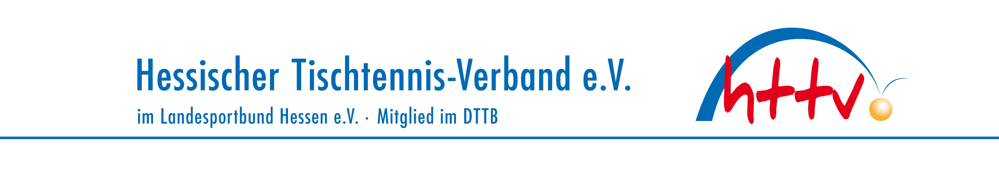 Hessischer Tischtennis-Verband e.V.
im Landesportbund Hessen e.V. · Mitglied im DTTB
httv